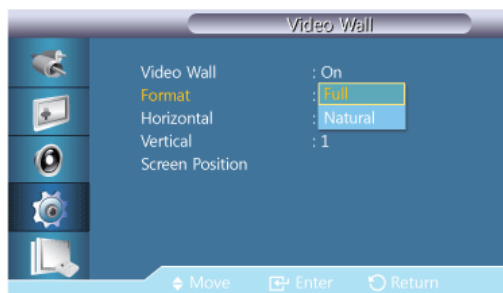 Video Wall
Video Wall : On
Format : Full
Horizontal : Natural
Vertical : 1
Screen Position
Move Enter Return